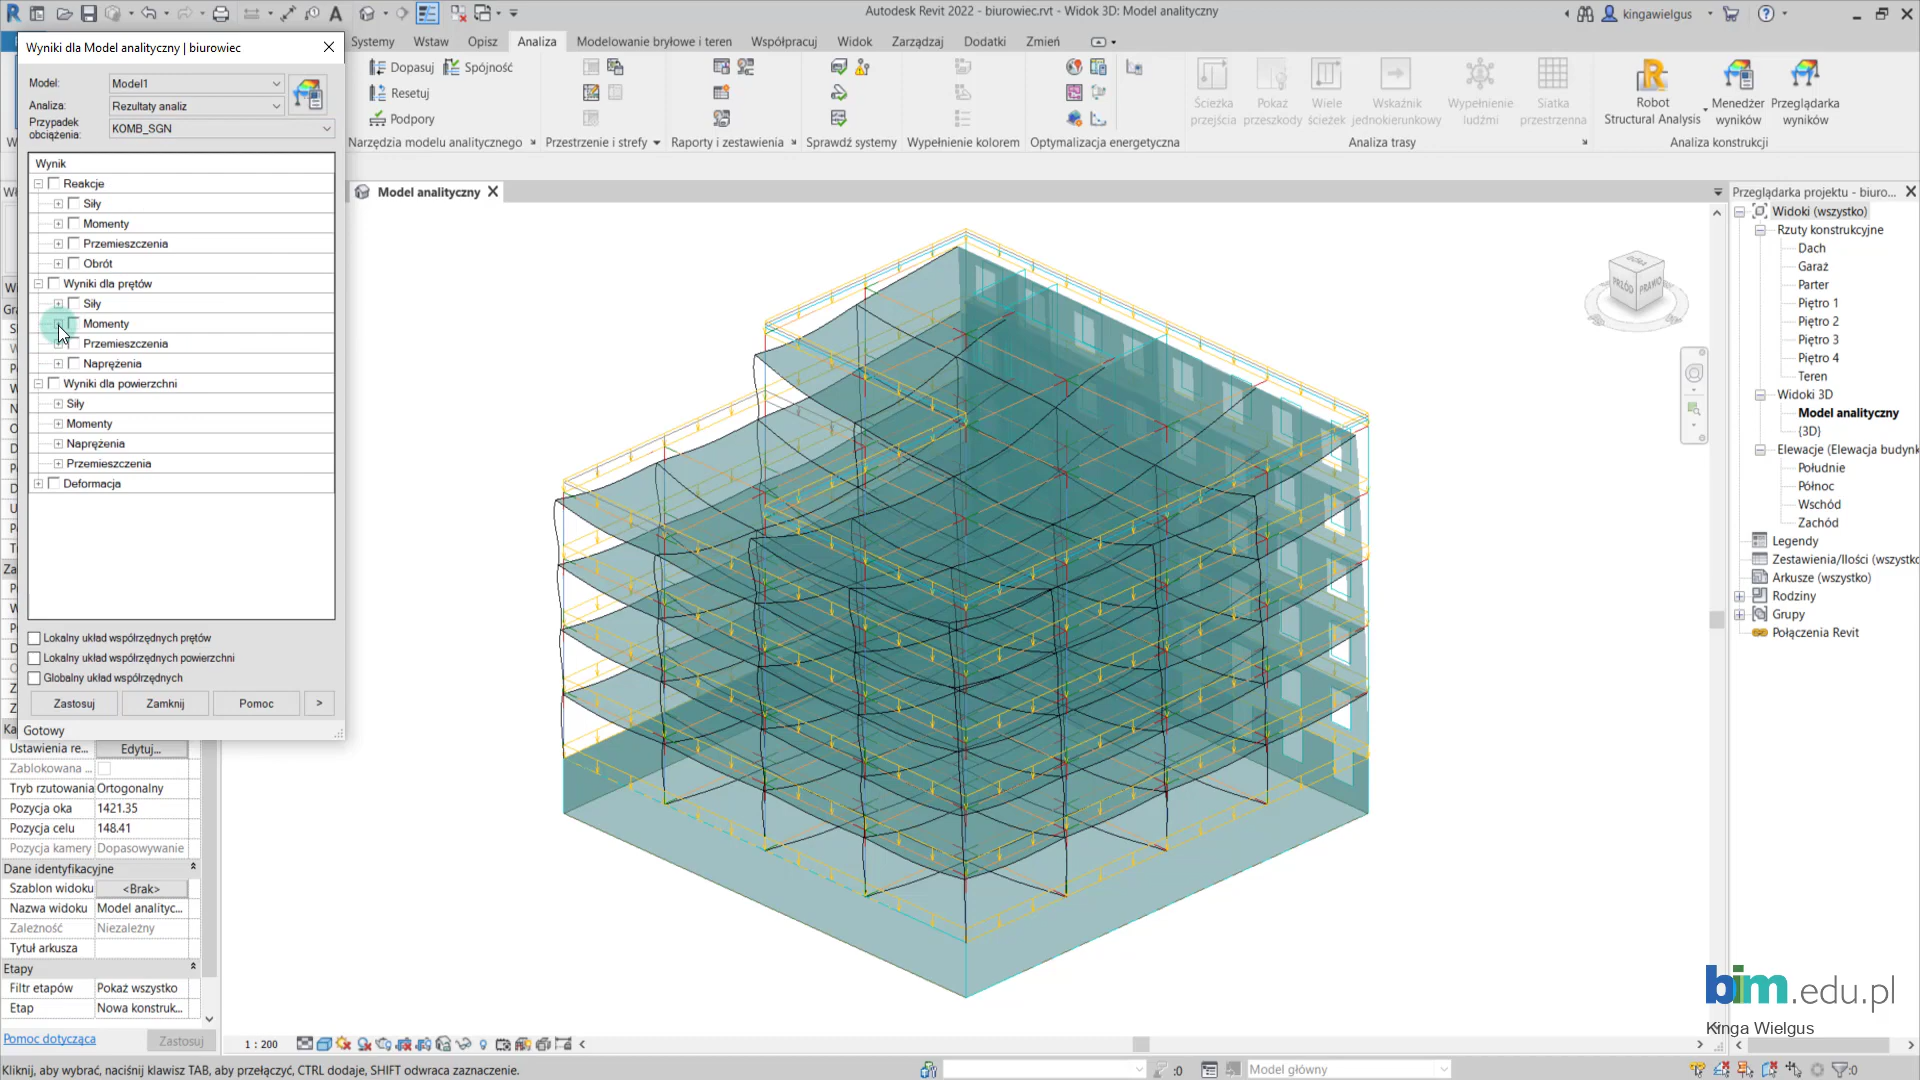 Autodesk Revit 2022 - biurowiec.rvt - Widok 3D: Model analityczny
kingawielgus
Wyniki dla Model analityczny | biurowiec
Systemy
Wstaw
Opisz
Analiza
Modelowanie bryłowe i teren
Współpracuj
Widok
Zarządzaj
Dodatki
Zmień
Dopasuj
Spójność
Resetuj
Podpory
Ścieżka przejścia
Pokaż przeszkody
Wiele ścieżek
Wskaźnik jednokierunkowy
Wypełnienie ludźmi
Siatka przestrzenna
Robot Structural Analysis
Menedżer wyników
Przeglądarka wyników
Narzędzia modelu analitycznego
Przestrzenie i strefy
Raporty i zestawienia
Sprawdź systemy
Wypełnienie kolorem
Optymalizacja energetyczna
Analiza trasy
Analiza konstrukcji
Model:
Model1
Analiza:
Rezultaty analiz
Przypadek obciążenia:
KOMB_SGN
Wynik
Reakcje
Siły
Momenty
Przemieszczenia
Obrót
Wyniki dla prętów
Siły
Momenty
Przemieszczenia
Naprężenia
Wyniki dla powierzchni
Siły
Momenty
Naprężenia
Przemieszczenia
Deformacja
Lokalny układ współrzędnych prętów
Lokalny układ współrzędnych powierzchni
Globalny układ współrzędnych
Zastosuj
Zamknij
Pomoc
>
Gotowy
Ustawienia re...
Edytuj...
Zablokowana ...
Tryb rzutowania
Ortogonalny
Pozycja oka
1421.35
Pozycja celu
148.41
Pozycja kamery
Dopasowywanie
Dane identyfikacyjne
Szablon widoku
<Brak>
Nazwa widoku
Model analityc...
Zależność
Niezależny
Tytuł arkusza
Etapy
Filtr etapów
Pokaż wszystko
Etap
Nowa konstruk...
Pomoc dotycząca
Zastosuj
Model analityczny
PRZÓD
PRAWO
Przeglądarka projektu - biuro...
Widoki (wszystko)
Rzuty konstrukcyjne
Dach
Garaż
Parter
Piętro 1
Piętro 2
Piętro 3
Piętro 4
Teren
Widoki 3D
Model analityczny
{3D}
Elewacje (Elewacja budynk
Południe
Północ
Wschód
Zachód
Legendy
Zestawienia/Ilości (wszystko
Arkusze (wszystko)
Rodziny
Grupy
Połączenia Revit
bim.edu.pl
Kinga Wielgus
1 : 200
Kliknij, aby wybrać, naciśnij klawisz TAB, aby przełączyć, CTRL dodaje, SHIFT odwraca zaznaczenie.
:0
Model główny
:0